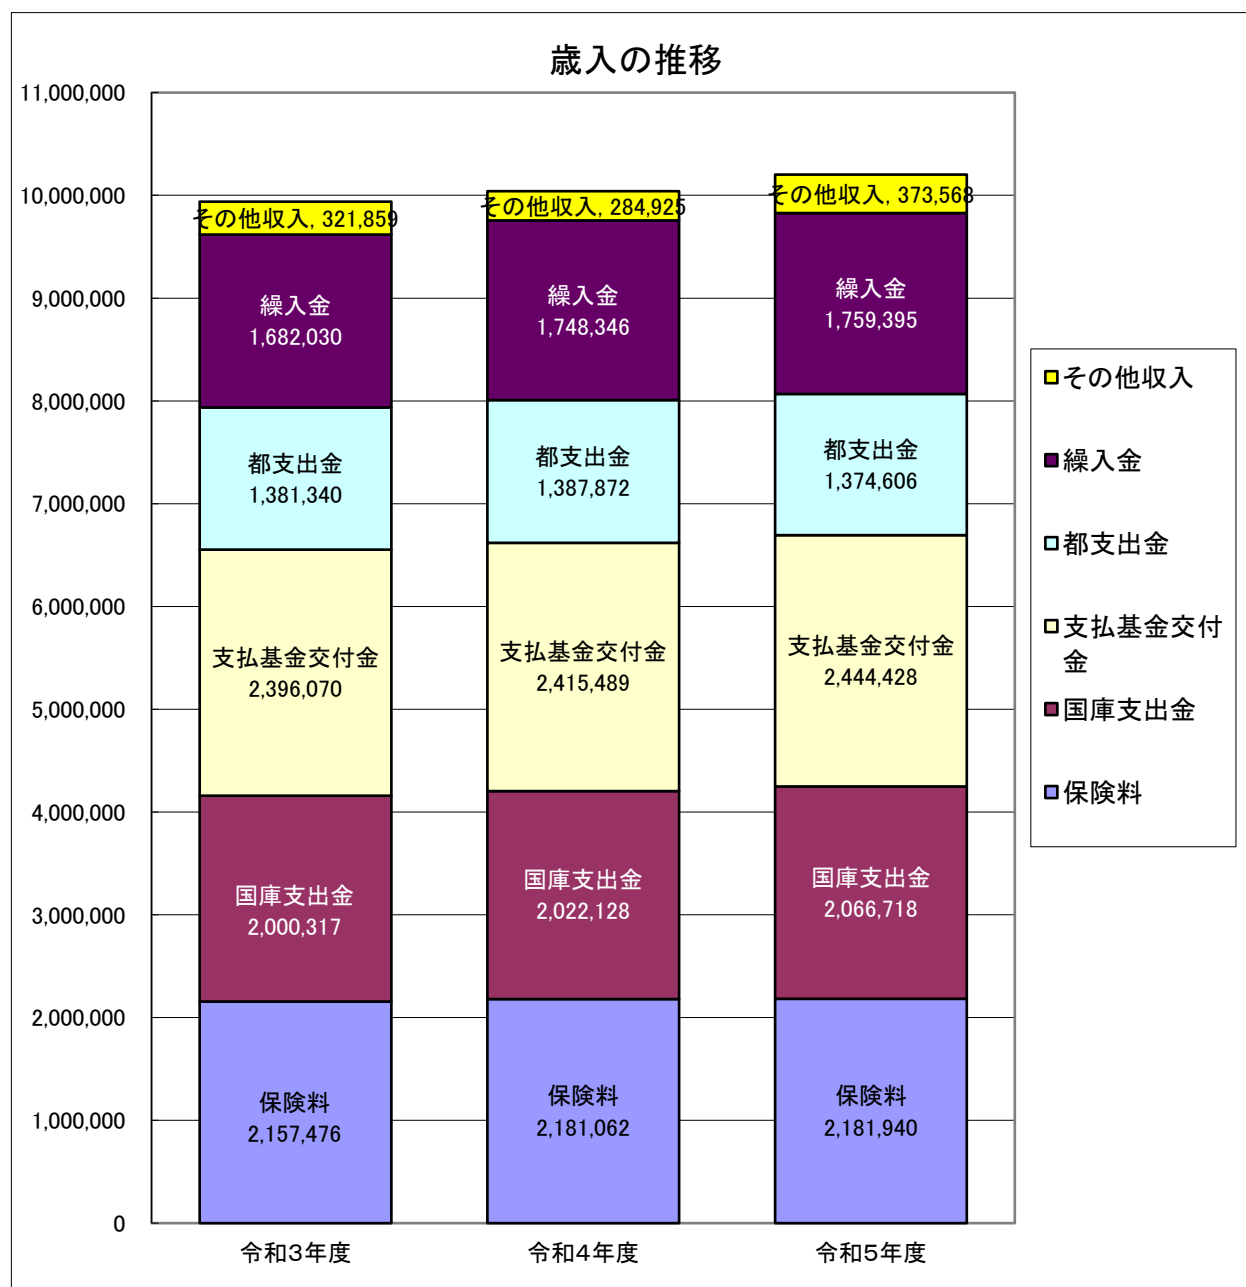 歳入の推移
11,000,000
10,000,000
9,000,000
8,000,000
7,000,000
6,000,000
5,000,000
4,000,000
3,000,000
2,000,000
1,000,000
0
その他収入, 321,859
繰入金
1,682,030
都支出金
1,381,340
支払基金交付金
2,396,070
国庫支出金
2,000,317
保険料
2,157,476
令和3年度
その他収入, 284,925
繰入金
1,748,346
都支出金
1,387,872
支払基金交付金
2,415,489
国庫支出金
2,022,128
保険料
2,181,062
令和4年度
その他収入, 373,568
繰入金
1,759,395
都支出金
1,374,606
支払基金交付金
2,444,428
国庫支出金
2,066,718
保険料
2,181,940
令和5年度
その他収入
繰入金
都支出金
支払基金交付
金
国庫支出金
保険料